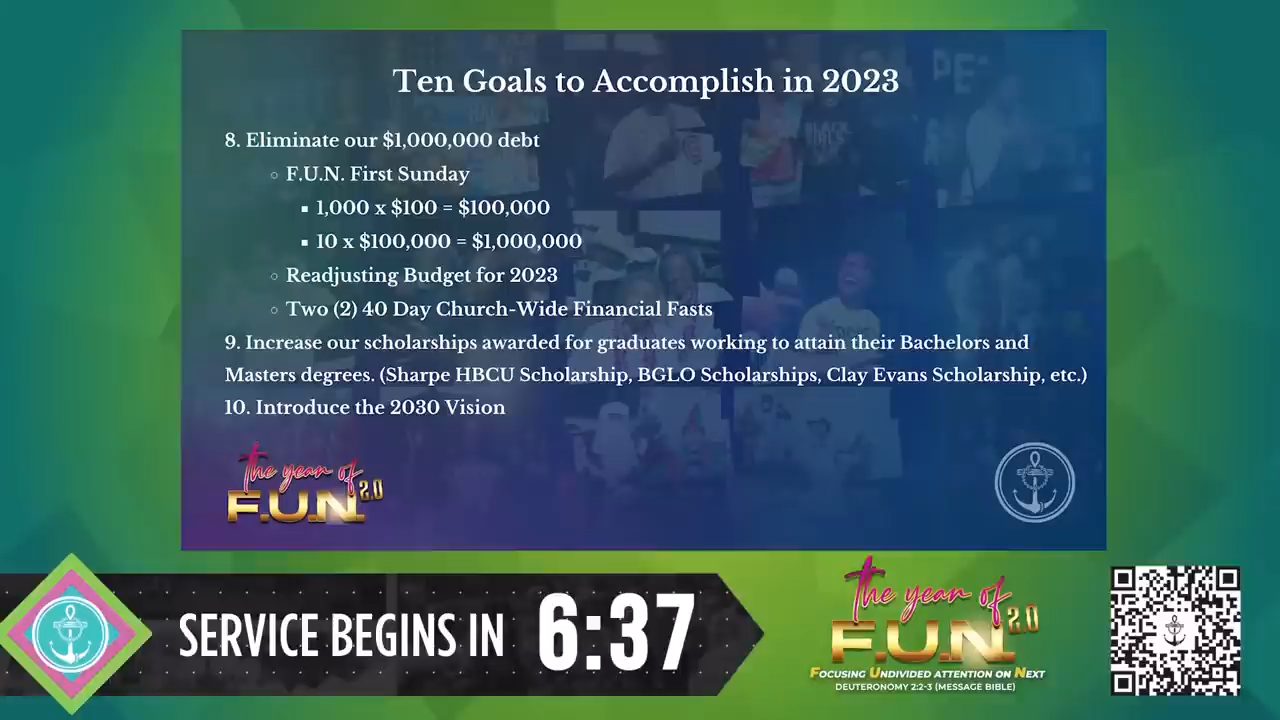 Ten Goals to Accomplish in 2023
8. Eliminate our $1,000,000 debt
F.U.N. First Sunday
1,000 x $100 = $100,000
10 x $100,000 = $1,000,000
Readjusting Budget for 2023
Two (2) 40 Day Church-Wide Financial Fasts
9. Increase our scholarships awarded for graduates working to attain their Bachelors and
Masters degrees. (Sharpe HBCU Scholarship, BGLO Scholarships, Clay Evans Scholarship, etc.)
10. Introduce the 2030 Vision
the year of
F.U.N. 2.0
SERVICE BEGINS IN 6:37
the year of
F.U.N. 2.0
FOCUSING UNDIVIDED ATTENTION ON NEXT
DEUTERONOMY 2:2-3 (MESSAGE BIBLE)